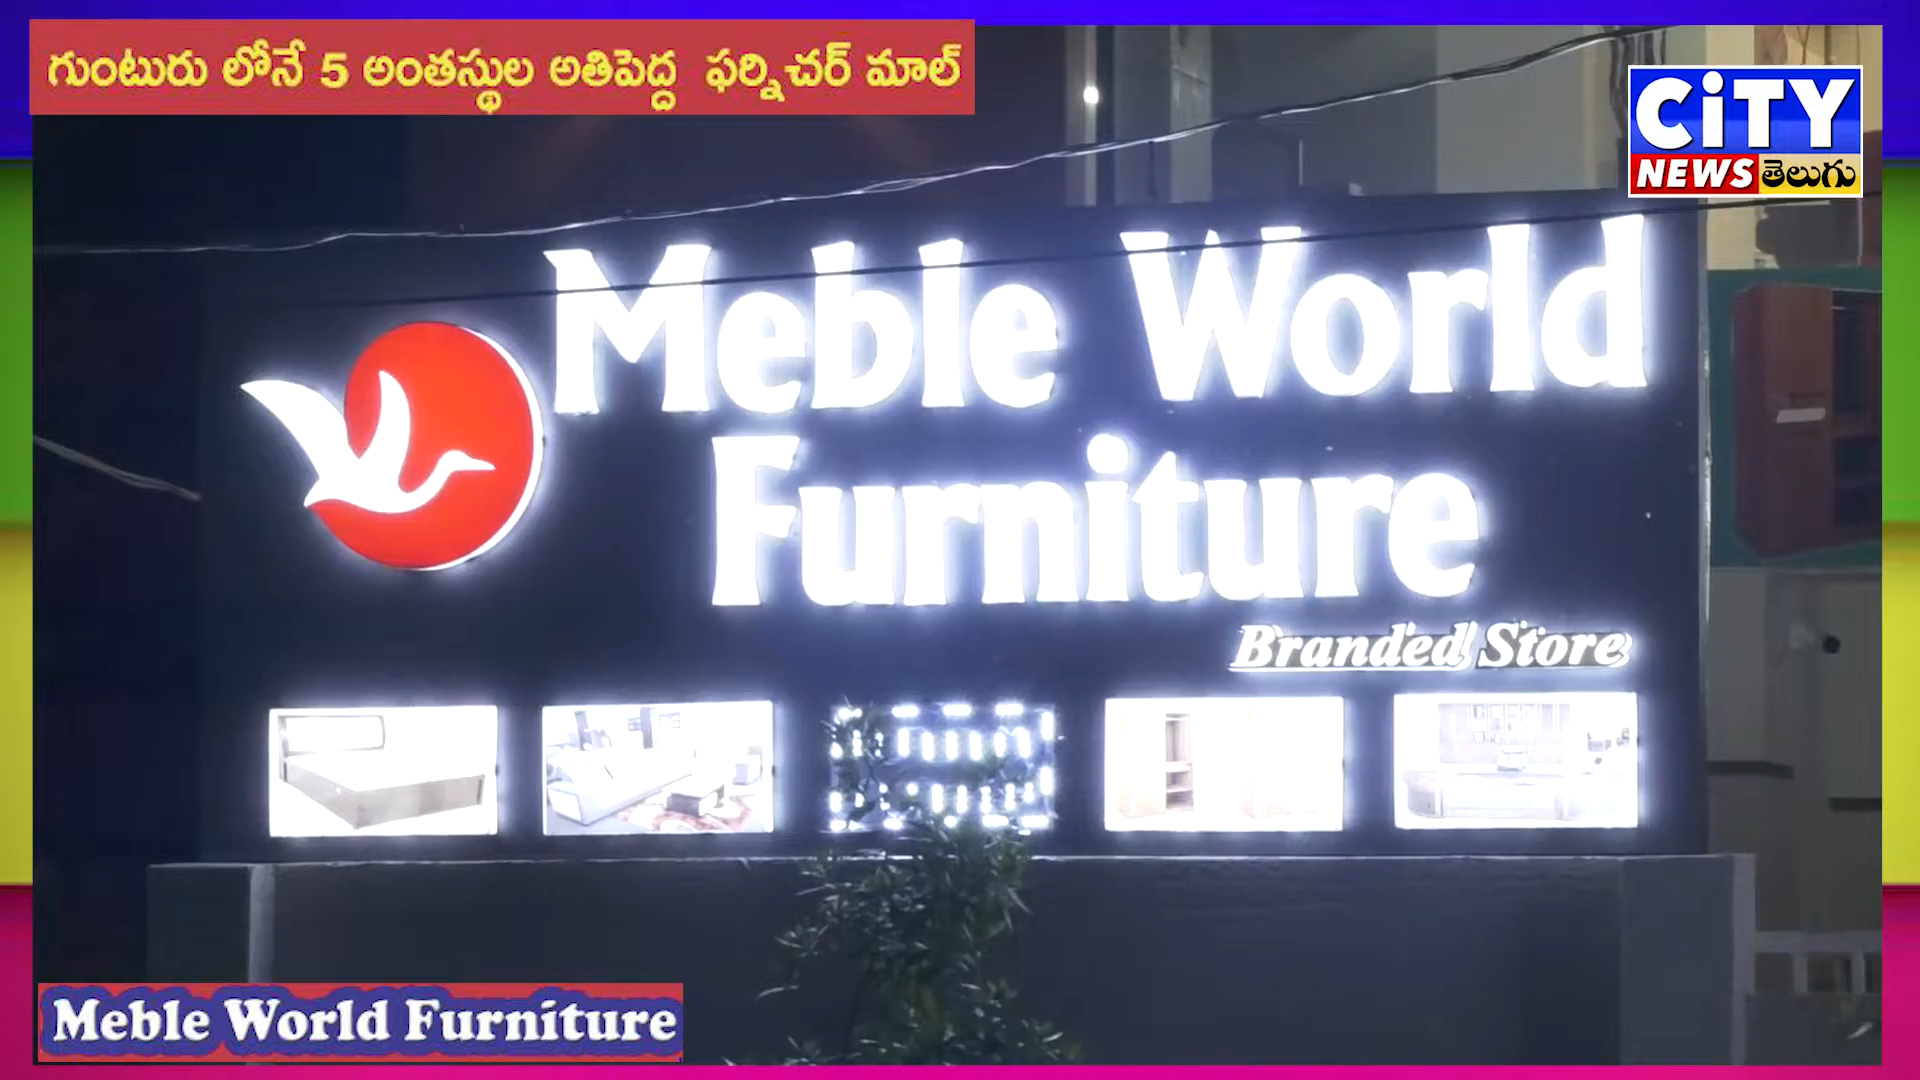 గుంటురు లోనే 5 అంతస్థుల అతిపెద్ద ఫర్నిచర్ మాల్
CiTY
NEWS తెలుగు
Meble World
Furniture
Branded Store
Meble World Furniture